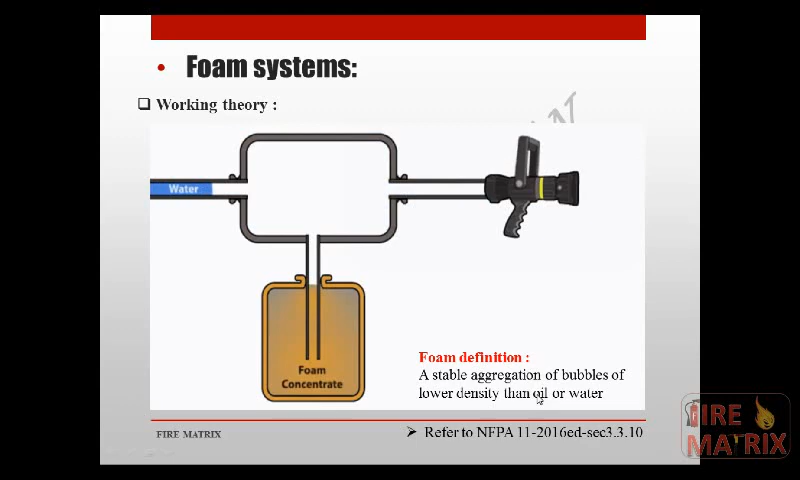 • Foam systems:
❑ Working theory :
Water
Foam
Concentrate
Foam definition :
A stable aggregation of bubbles of
lower density than oil or water
FIRE MATRIX
➢ Refer to NFPA 11-2016ed-sec3.3.10
FIRE
MATRIX